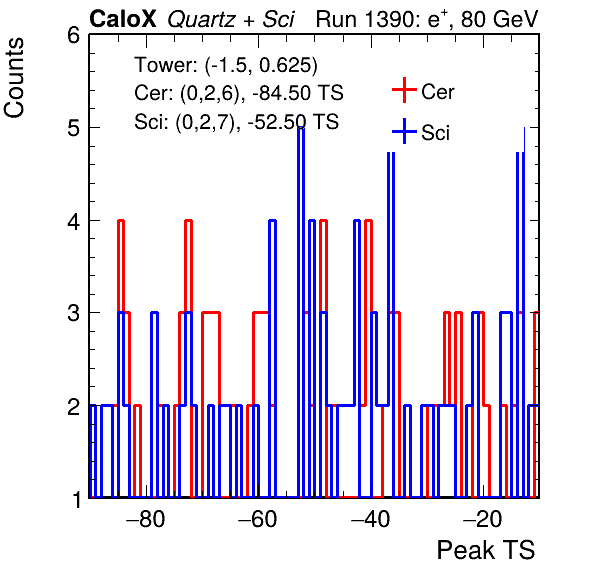 CaloX Quartz + Sci Run 1390: e+, 80 GeV
Counts
6
5
4
3
2
1
Tower: (-1.5, 0.625)
Cer: (0,2,6), -84.50 TS
Sci: (0,2,7), -52.50 TS
Cer
Sci
−80 −60 −40 −20
Peak TS